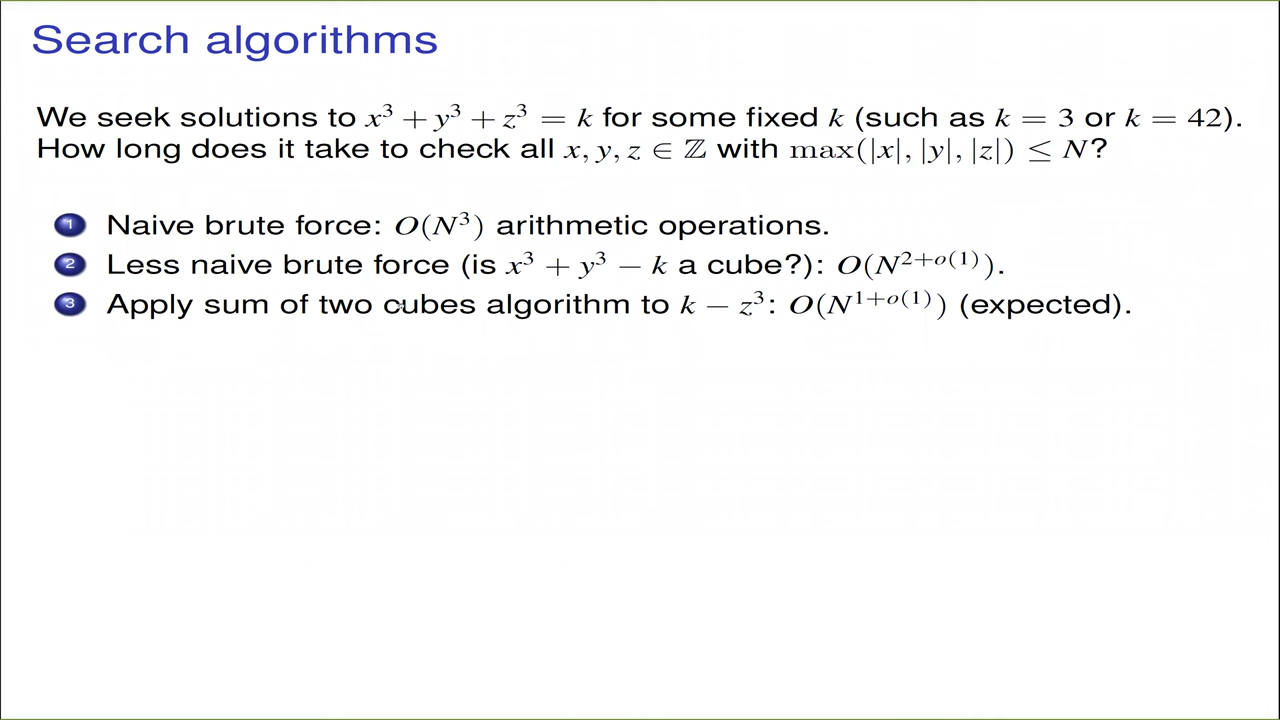 Search algorithms
We seek solutions to x³ + y³ + z³ = k for some fixed k (such as k = 3 or k = 42).
How long does it take to check all x, y, z ∈ ℤ with max(|x|, |y|, |z|) ≤ N?
1 Naive brute force: O(N³) arithmetic operations.
2 Less naive brute force (is x³ + y³ − k a cube?): O(N²⁺ᵒ⁽¹⁾).
3 Apply sum of two cubes algorithm to k − z³: O(N¹⁺ᵒ⁽¹⁾) (expected).